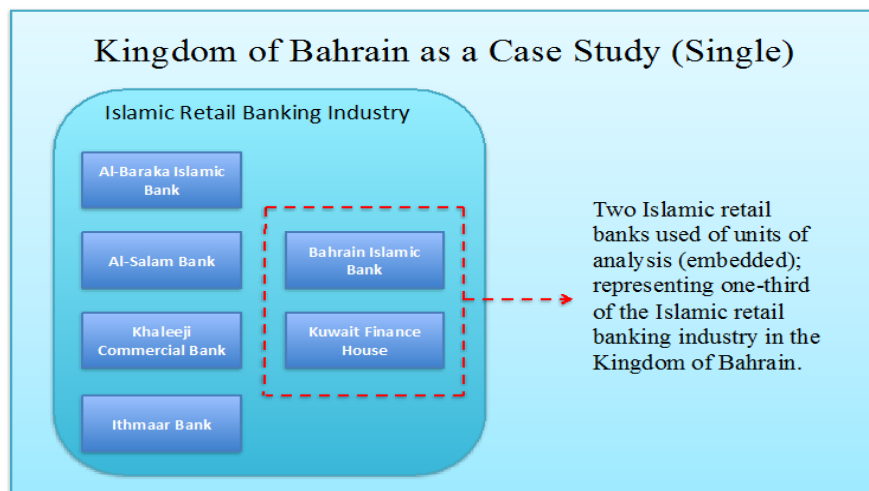 Kingdom of Bahrain as a Case Study (Single)
Islamic Retail Banking Industry
Al-Baraka Islamic
Bank
Al-Salam Bank
Khaleeji
Commercial Bank
Ithmaar Bank
Bahrain Islamic
Bank
Kuwait Finance
House
Two Islamic retail
banks used of units of
analysis (embedded);
representing one-third
of the Islamic retail
banking industry in the
Kingdom of Bahrain.